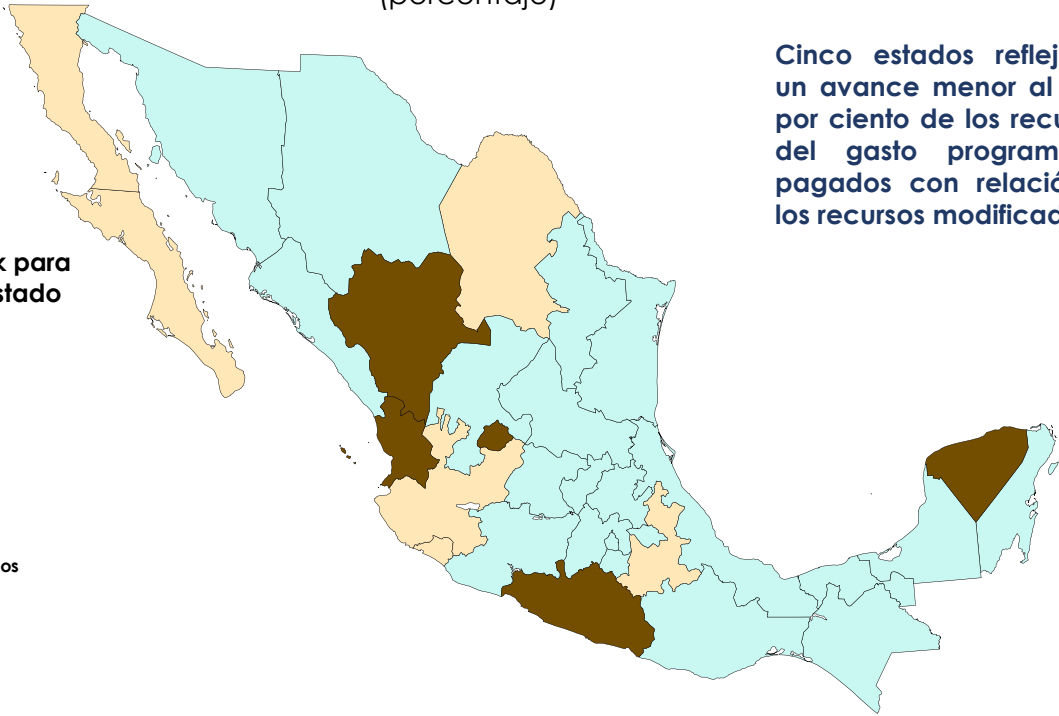 (porcentaje)
Cinco estados reflej
un avance menor al
por ciento de los recu
del gasto program
pagados con relació
los recursos modificad
k para
stado
os